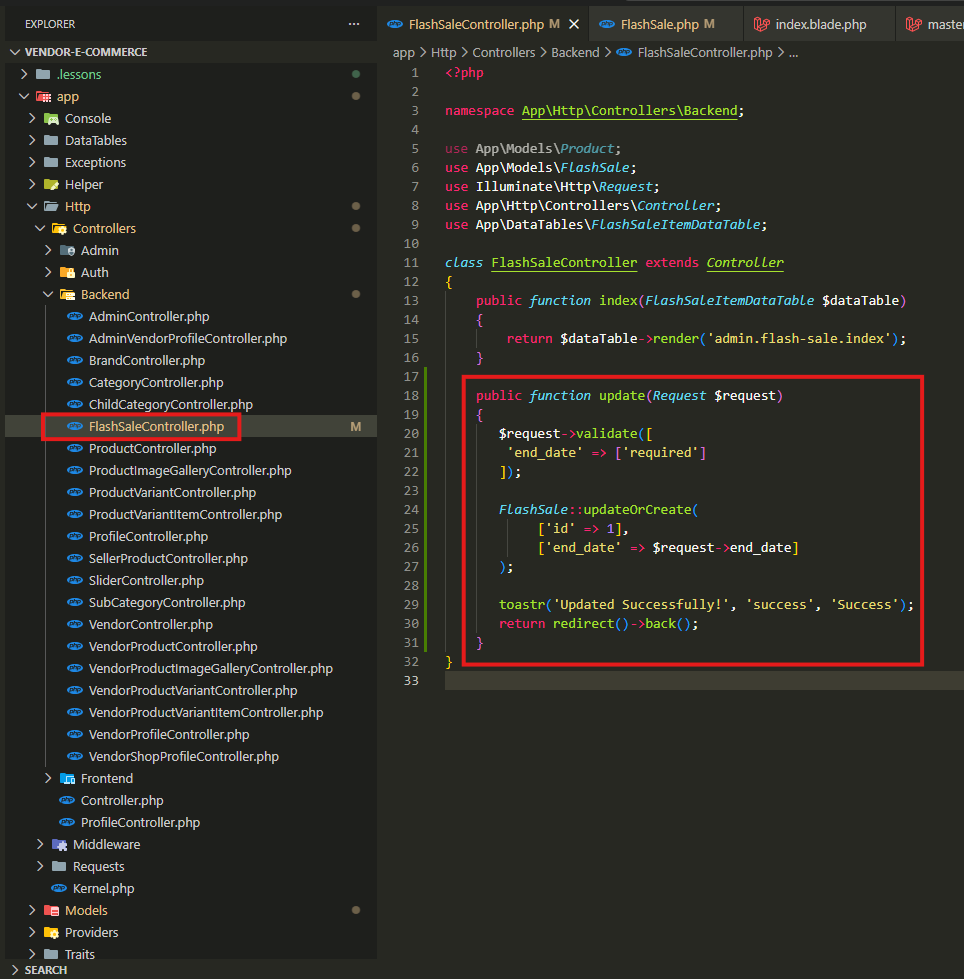 EXPLORER
VENDOR-E-COMMERCE
.lessons
app
Console
DataTables
Exceptions
Helper
Http
Controllers
Admin
Auth
Backend
AdminController.php
AdminVendorProfileController.php
BrandController.php
CategoryController.php
ChildCategoryController.php
FlashSaleController.php M
ProductController.php
ProductImageGalleryController.php
ProductVariantController.php
ProductVariantItemController.php
ProfileController.php
SellerProductController.php
SliderController.php
SubCategoryController.php
VendorController.php
VendorProductController.php
VendorProductImageGalleryController.php
VendorProductVariantController.php
VendorProductVariantItemController.php
VendorProfileController.php
VendorShopProfileController.php
Frontend
Controller.php
ProfileController.php
Middleware
Requests
Kernel.php
Models
Providers
Traits
SEARCH
FlashSaleController.php M
FlashSale.php M
index.blade.php
master
app > Http > Controllers > Backend > FlashSaleController.php > ...
1 <?php
2
3 namespace App\Http\Controllers\Backend;
4
5 use App\Models\Product;
6 use App\Models\FlashSale;
7 use Illuminate\Http\Request;
8 use App\Http\Controllers\Controller;
9 use App\DataTables\FlashSaleItemDataTable;
10
11 class FlashSaleController extends Controller
12 {
13 public function index(FlashSaleItemDataTable $dataTable)
14 {
15 return $dataTable->render('admin.flash-sale.index');
16 }
17
18 public function update(Request $request)
19 {
20 $request->validate([
21 'end_date' => ['required']
22 ]);
23
24 FlashSale::updateOrCreate(
25 ['id' => 1],
26 ['end_date' => $request->end_date]
27 );
28
29 toastr('Updated Successfully!', 'success', 'Success');
30 return redirect()->back();
31 }
32 }
33